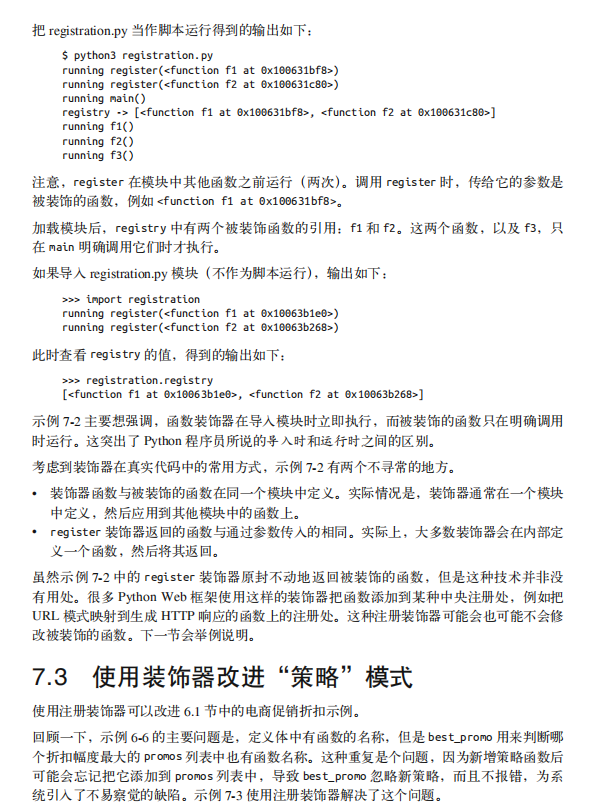 把 registration.py 当作脚本运行得到的输出如下：
$ python3 registration.py
running register(<function f1 at 0x100631bf8>)
running register(<function f2 at 0x100631c80>)
running main()
registry -> [<function f1 at 0x100631bf8>, <function f2 at 0x100631c80>]
running f1()
running f2()
running f3()
注意，register 在模块中其他函数之前运行（两次）。调用 register 时，传给它的参数是
被装饰的函数，例如 <function f1 at 0x100631bf8>。
加载模块后，registry 中有两个被装饰函数的引用：f1 和 f2。这两个函数，以及 f3，只
在 main 明确调用它们时才执行。
如果导入 registration.py 模块（不作为脚本运行），输出如下：
>>> import registration
running register(<function f1 at 0x10063b1e0>)
running register(<function f2 at 0x10063b268>)
此时查看 registry 的值，得到的输出如下：
>>> registration.registry
[<function f1 at 0x10063b1e0>, <function f2 at 0x10063b268>]
示例 7-2 主要想强调，函数装饰器在导入模块时立即执行，而被装饰的函数只在明确调用
时运行。这突出了 Python 程序员所说的导入时和运行时之间的区别。
考虑到装饰器在真实代码中的常用方式，示例 7-2 有两个不寻常的地方。
• 装饰器函数与被装饰的函数在同一个模块中定义。实际情况是，装饰器通常在一个模块
中定义，然后应用到其他模块中的函数上。
• register 装饰器返回的函数与通过参数传入的相同。实际上，大多数装饰器会在内部定
义一个函数，然后将其返回。
虽然示例 7-2 中的 register 装饰器原封不动地返回被装饰的函数，但是这种技术并非没
有用处。很多 Python Web 框架使用这样的装饰器把函数添加到某种中央注册处，例如把
URL 模式映射到生成 HTTP 响应的函数上的注册处。这种注册装饰器可能会也可能不会修
改被装饰的函数。下一节会举例说明。
7.3 使用装饰器改进“策略”模式
使用注册装饰器可以改进 6.1 节中的电商促销折扣示例。
回顾一下，示例 6-6 的主要问题是，定义体中有函数的名称，但是 best_promo 用来判断哪
个折扣幅度最大的 promos 列表中也有函数名称。这种重复是个问题，因为新增策略函数后
可能会忘记把它添加到 promos 列表中，导致 best_promo 忽略新策略，而且不报错，为系
统引入了不易察觉的缺陷。示例 7-3 使用注册装饰器解决了这个问题。